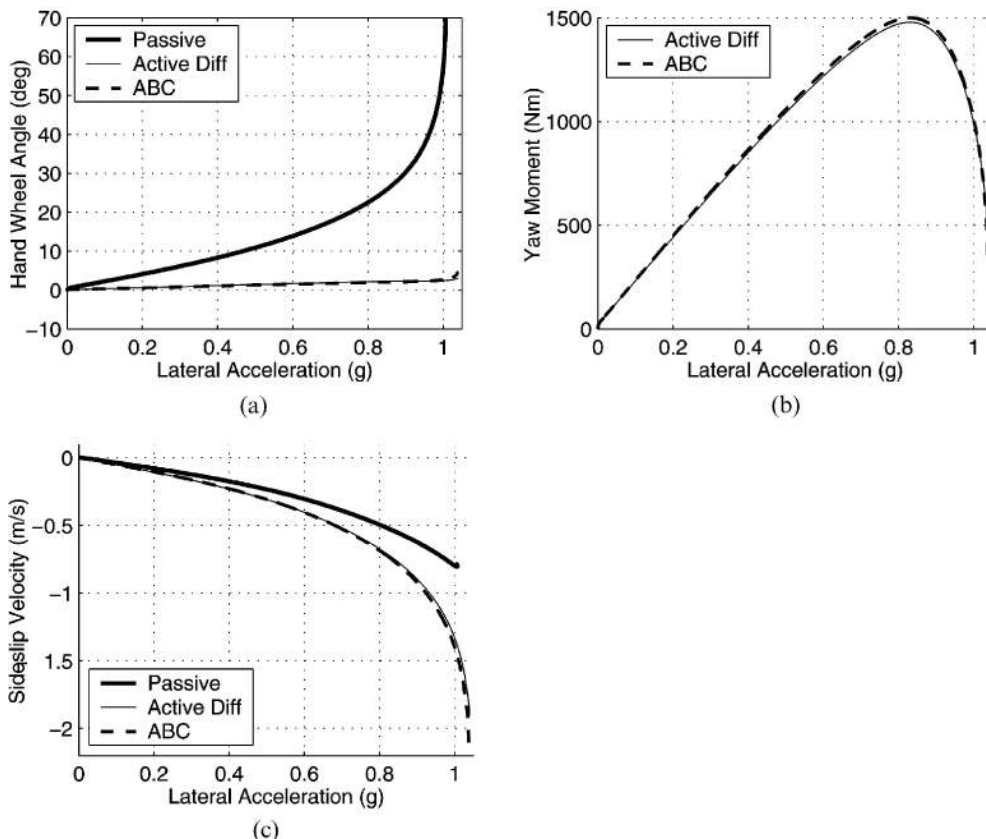 70
60
50
40
30
20
10
0
−10
Hand Wheel Angle (deg)
Passive
Active Diff
ABC
0 0.2 0.4 0.6 0.8 1
Lateral Acceleration (g)
(a)
1500
1000
500
0
Yaw Moment (Nm)
Active Diff
ABC
0 0.2 0.4 0.6 0.8 1
Lateral Acceleration (g)
(b)
0
−0.5
−1
1.5
−2
Sideslip Velocity (m/s)
Passive
Active Diff
ABC
0 0.2 0.4 0.6 0.8 1
Lateral Acceleration (g)
(c)